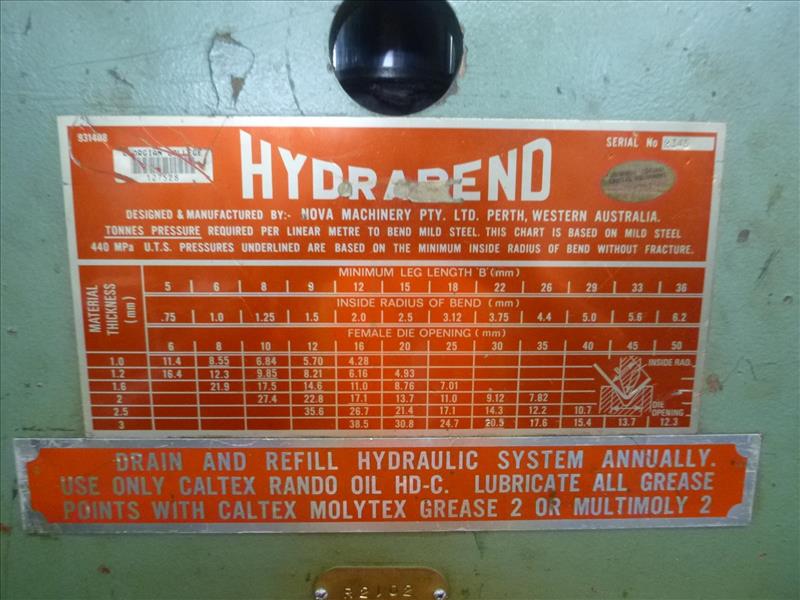 931408
SERIAL No 2345
GEORGIAN COLLEGE
127528
HYDRABEND
DESIGNED & MANUFACTURED BY:- NOVA MACHINERY PTY. LTD. PERTH, WESTERN AUSTRALIA.
TONNES PRESSURE REQUIRED PER LINEAR METRE TO BEND MILD STEEL. THIS CHART IS BASED ON MILD STEEL
440 MPa U.T.S. PRESSURES UNDERLINED ARE BASED ON THE MINIMUM INSIDE RADIUS OF BEND WITHOUT FRACTURE.
MATERIAL THICKNESS (mm)
MINIMUM LEG LENGTH 'B' (mm)
5 6 8 9 12 15 18 22 26 29 33 36
INSIDE RADIUS OF BEND (mm)
.75 1.0 1.25 1.5 2.0 2.5 3.12 3.75 4.4 5.0 5.6 6.2
FEMALE DIE OPENING (mm)
6 8 10 12 16 20 25 30 35 40 45 50
1.0 11.4 8.55 6.84 5.70 4.28
INSIDE RAD.
1.2 16.4 12.3 9.85 8.21 6.16 4.93
1.6 21.9 17.5 14.6 11.0 8.76 7.01
2 27.4 22.8 17.1 13.7 11.0 9.12 7.82
DIE OPENING
2.5 35.6 26.7 21.4 17.1 14.3 12.2 10.7
3 38.5 30.8 24.7 20.5 17.6 15.4 13.7 12.3
DRAIN AND REFILL HYDRAULIC SYSTEM ANNUALLY.
USE ONLY CALTEX RANDO OIL HD-C. LUBRICATE ALL GREASE
POINTS WITH CALTEX MOLYTEX GREASE 2 OR MULTIMOLY 2
R2102